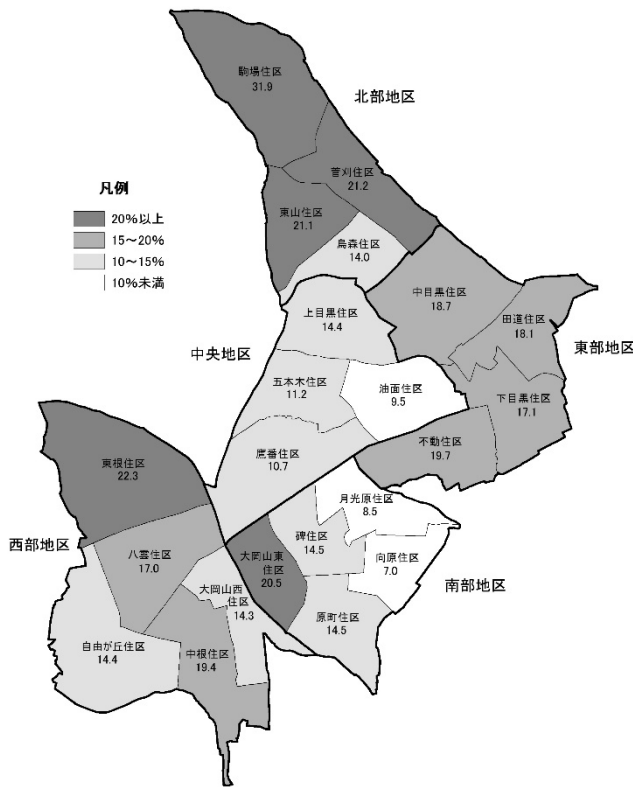 駒場住区
31.9
北部地区
菅刈住区
21.2
東山住区
21.1
烏森住区
14.0
凡例
20％以上
15～20％
10～15％
10％未満
中目黒住区
18.7
田道住区
18.1
上目黒住区
14.4
中央地区
東部地区
五本木住区
11.2
油面住区
9.5
下目黒住区
17.1
不動住区
19.7
鷹番住区
10.7
東根住区
22.3
月光原住区
8.5
碑住区
14.5
西部地区
八雲住区
17.0
大岡山東
住区
20.5
向原住区
7.0
南部地区
大岡山西
住区
14.3
原町住区
14.5
自由が丘住区
14.4
中根住区
19.4